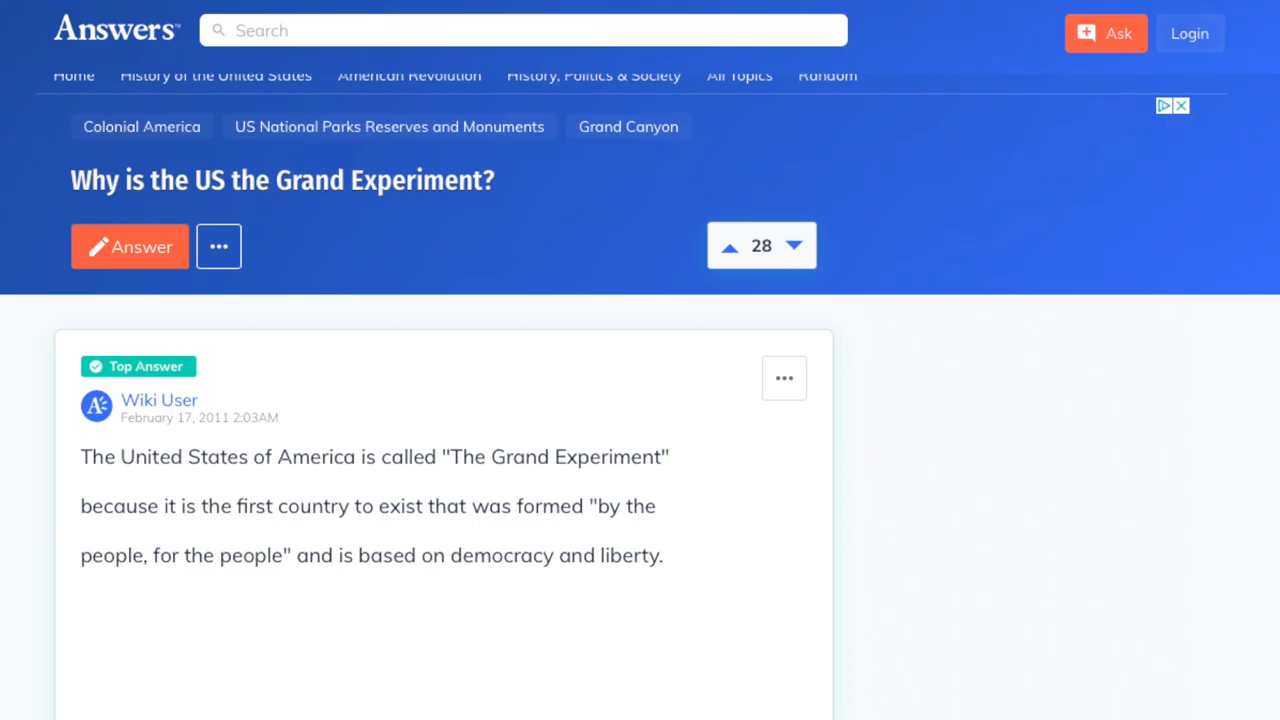 Answers™
Search
Ask
Login
Home History of the United States American Revolution History, Politics & Society All Topics Random
Colonial America US National Parks Reserves and Monuments Grand Canyon
Why is the US the Grand Experiment?
Answer
28
Top Answer
Wiki User
February 17, 2011 2:03AM
The United States of America is called "The Grand Experiment"
because it is the first country to exist that was formed "by the
people, for the people" and is based on democracy and liberty.